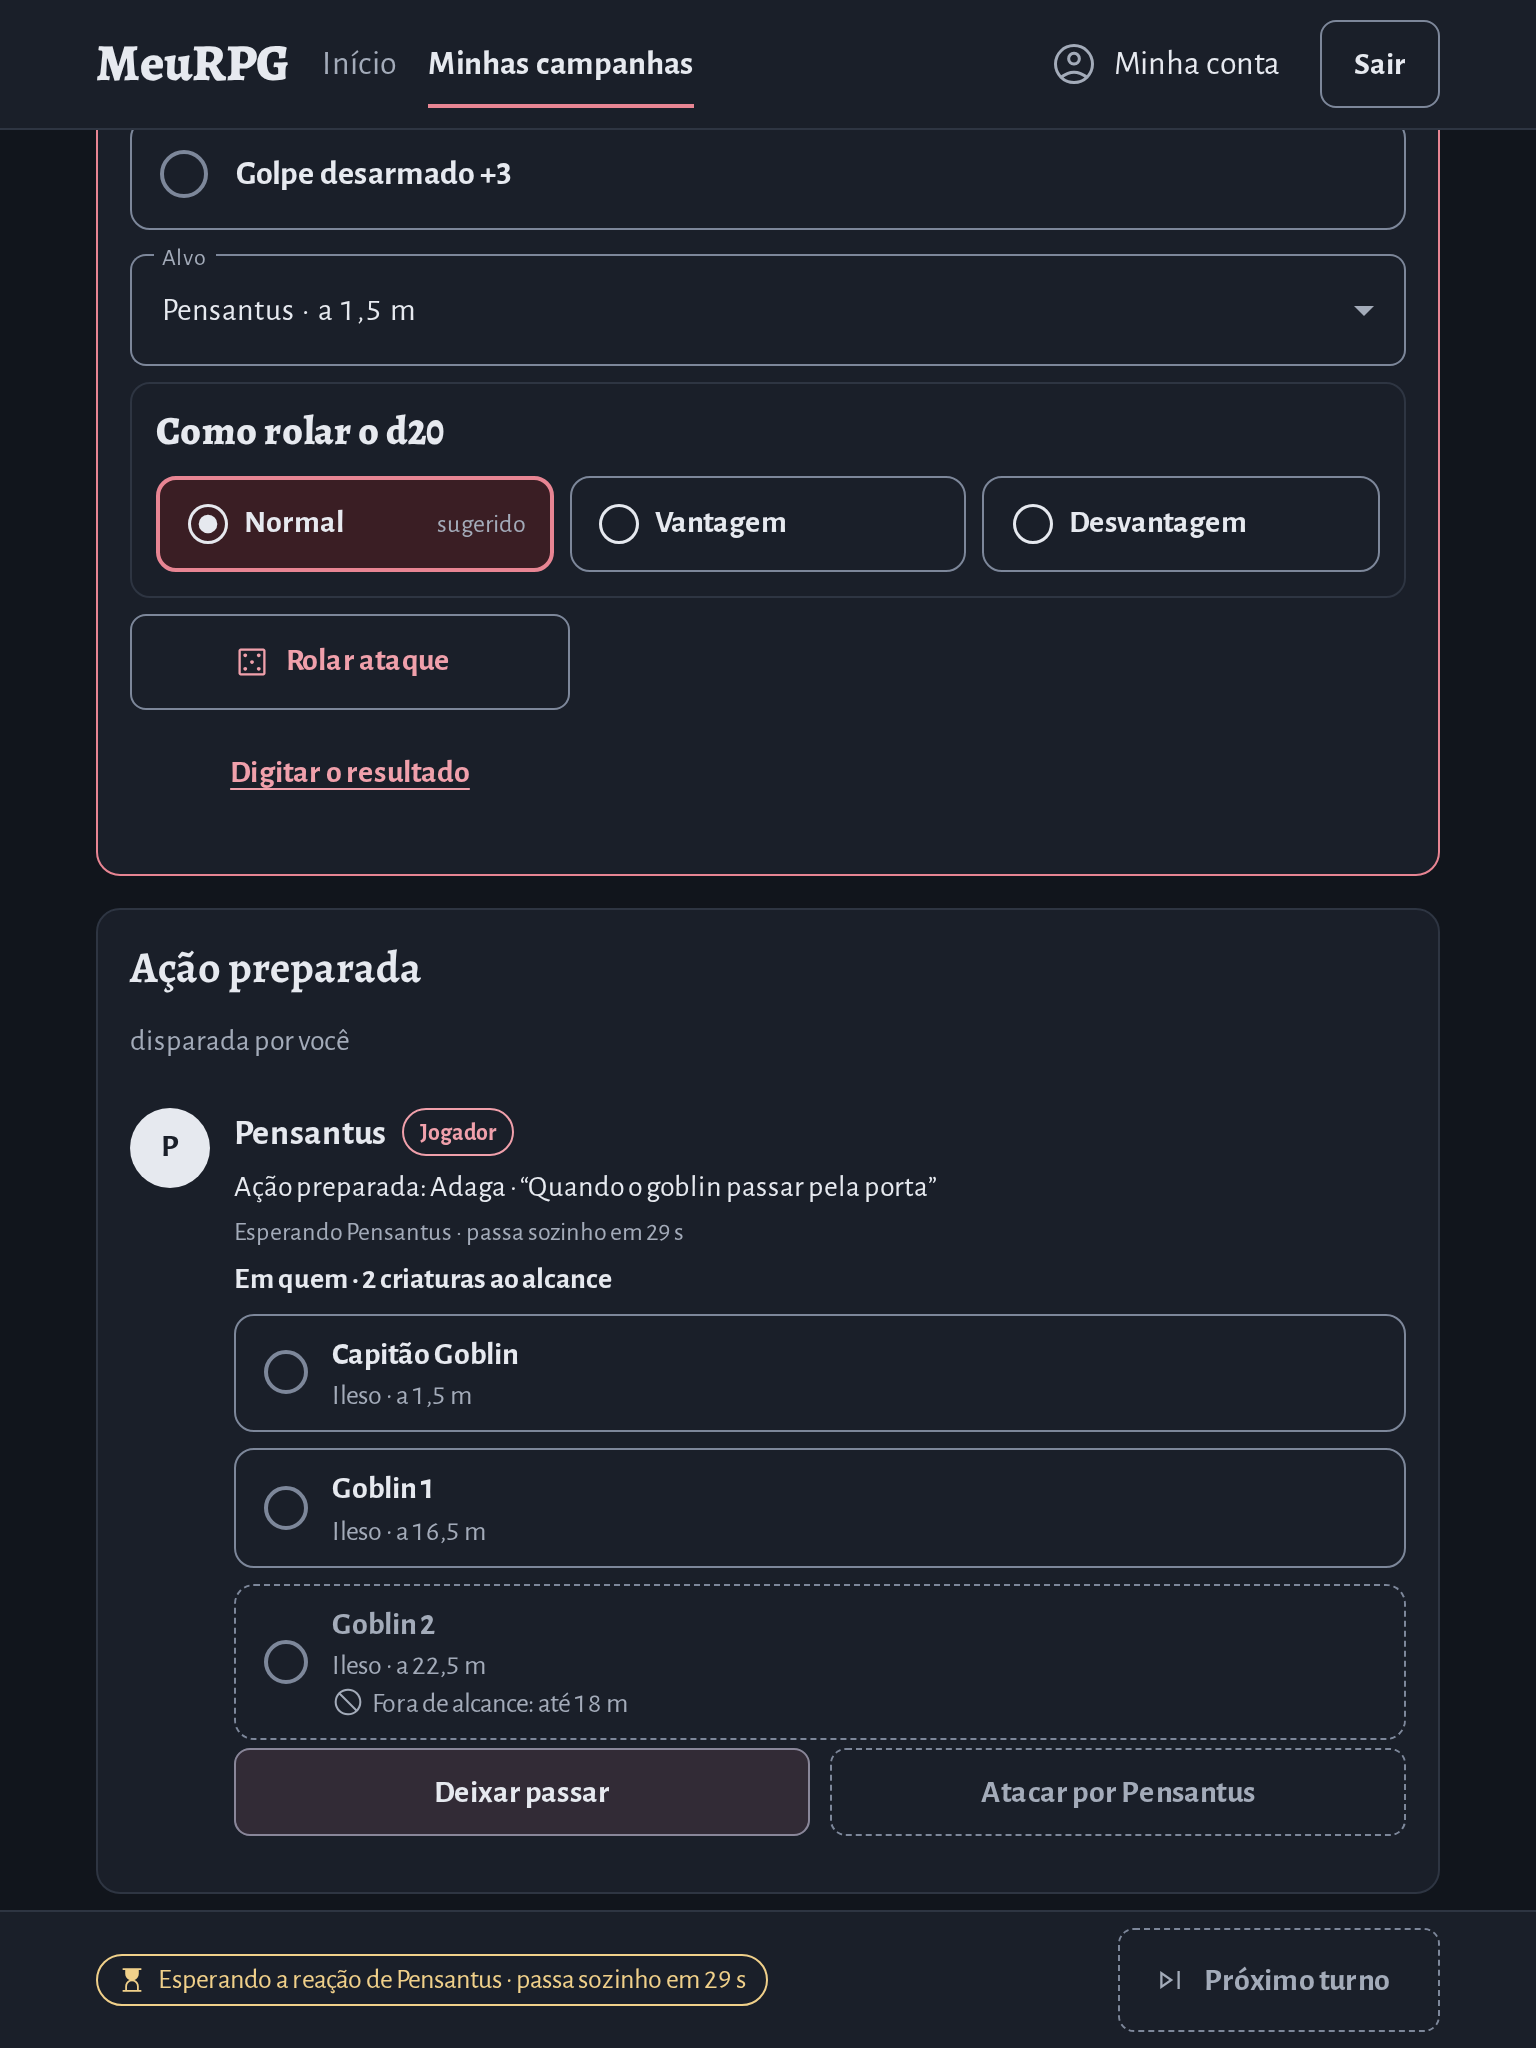 MeuRPG Início Minhas campanhas Minha conta Sair
Golpe desarmado +3
Alvo
Pensantus · a 1,5 m
Como rolar o d20
Normal sugerido Vantagem Desvantagem
Rolar ataque
Digitar o resultado
Ação preparada
disparada por você
P Pensantus Jogador
Ação preparada: Adaga · “Quando o goblin passar pela porta”
Esperando Pensantus · passa sozinho em 29 s
Em quem · 2 criaturas ao alcance
Capitão Goblin
Ileso · a 1,5 m
Goblin 1
Ileso · a 16,5 m
Goblin 2
Ileso · a 22,5 m
Fora de alcance: até 18 m
Deixar passar Atacar por Pensantus
Esperando a reação de Pensantus · passa sozinho em 29 s Próximo turno